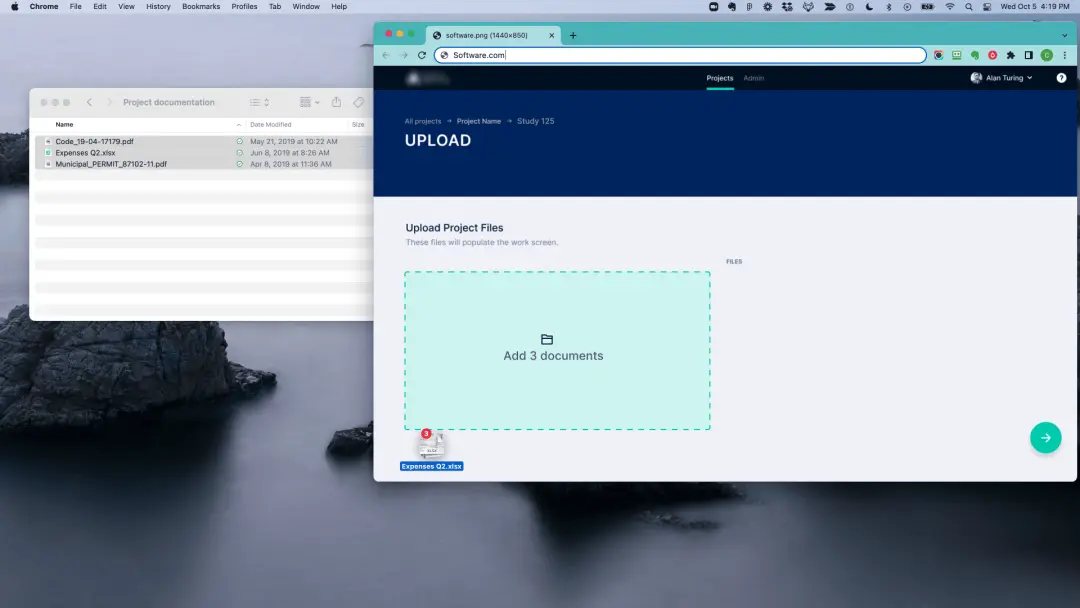 Chrome File Edit View History Bookmarks Profiles Tab Window Help Wed Oct 5 4:19 PM
software.png (1440×850)
Software.com
Projects Admin Alan Turing ?
Project documentation
Name Date Modified Size
Code_19-04-17179.pdf May 21, 2019 at 10:22 AM
Expenses Q2.xlsx Jun 8, 2019 at 8:26 AM
Municipal_PERMIT_87102-11.pdf Apr 8, 2019 at 11:36 AM
All projects → Project Name → Study 125
UPLOAD
Upload Project Files
These files will populate the work screen.
FILES
Add 3 documents
3
XLSX
Expenses Q2.xlsx